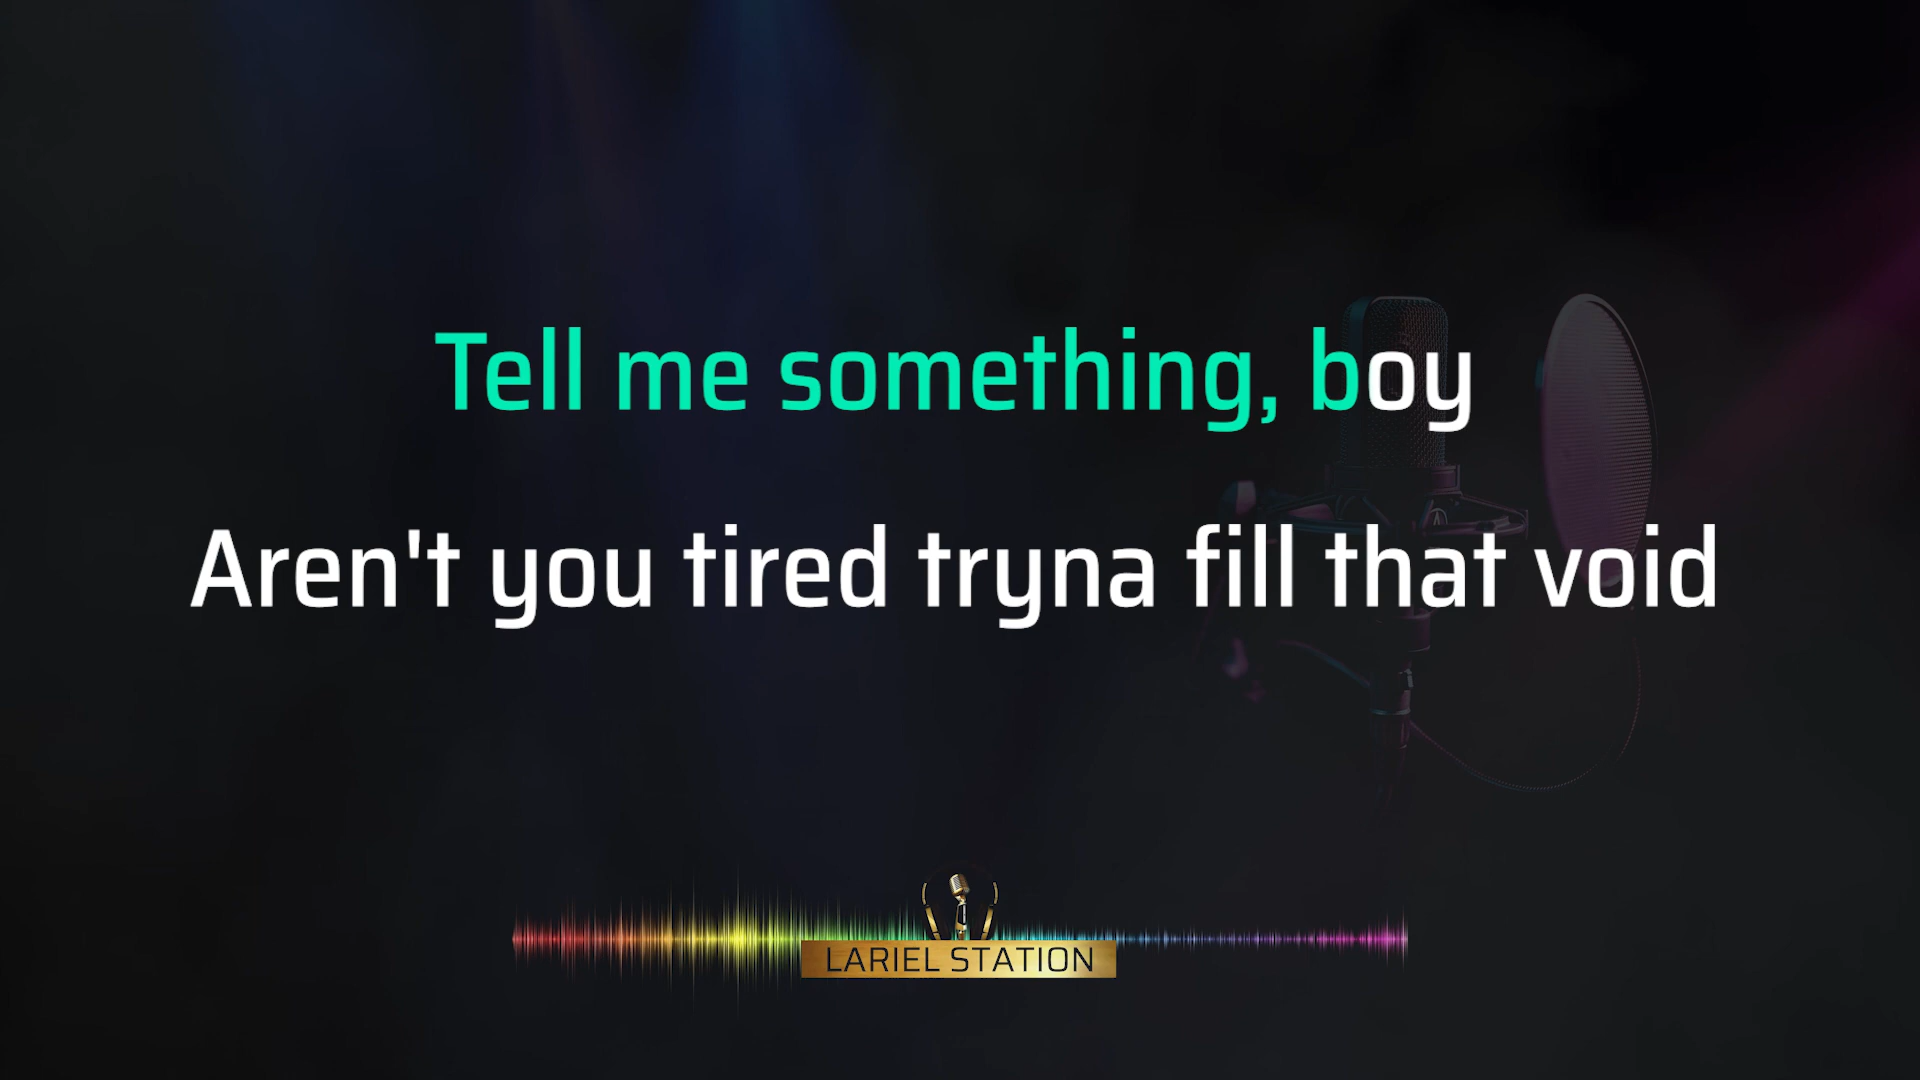 Tell me something, boy
Aren't you tired tryna fill that void
LARIEL STATION